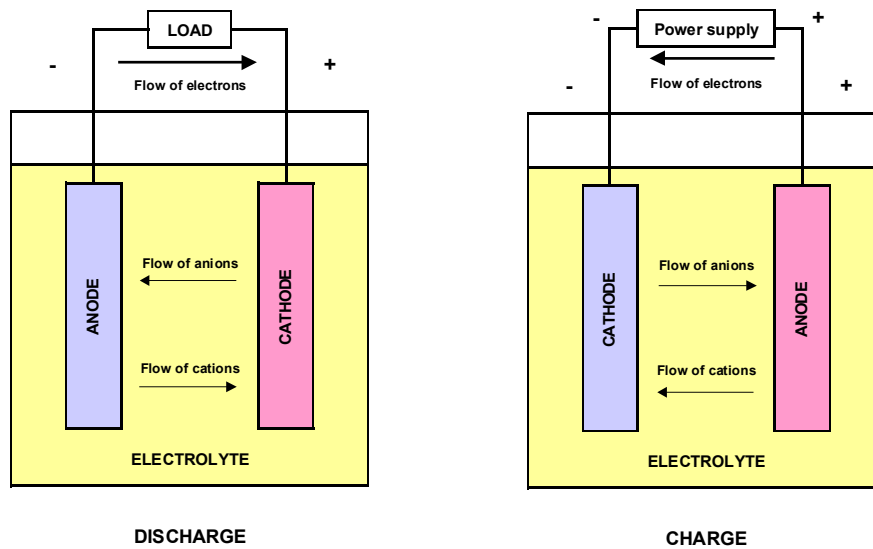 LOAD
-
+
Flow of electrons
ANODE
Flow of anions
CATHODE
Flow of cations
ELECTROLYTE
DISCHARGE
-
Power supply
+
-
Flow of electrons
+
CATHODE
Flow of anions
ANODE
Flow of cations
ELECTROLYTE
CHARGE